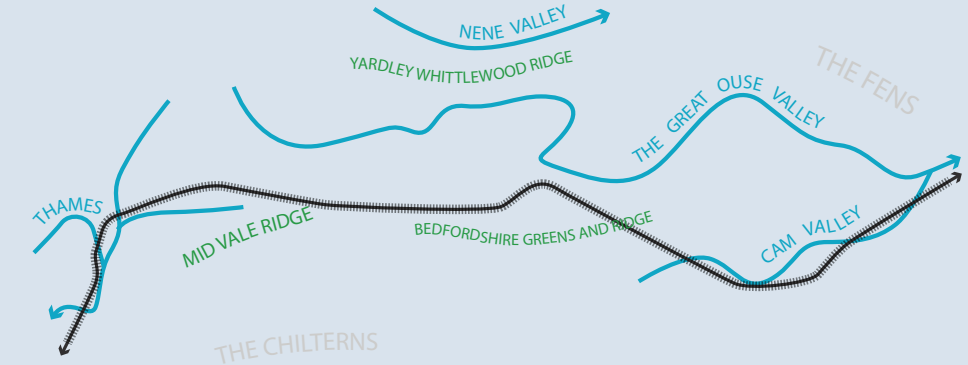 NENE VALLEY
YARDLEY WHITTLEWOOD RIDGE
THE FENS
THE GREAT OUSE VALLEY
THAMES
MID VALE RIDGE
BEDFORDSHIRE GREENS AND RIDGE
CAM VALLEY
THE CHILTERNS